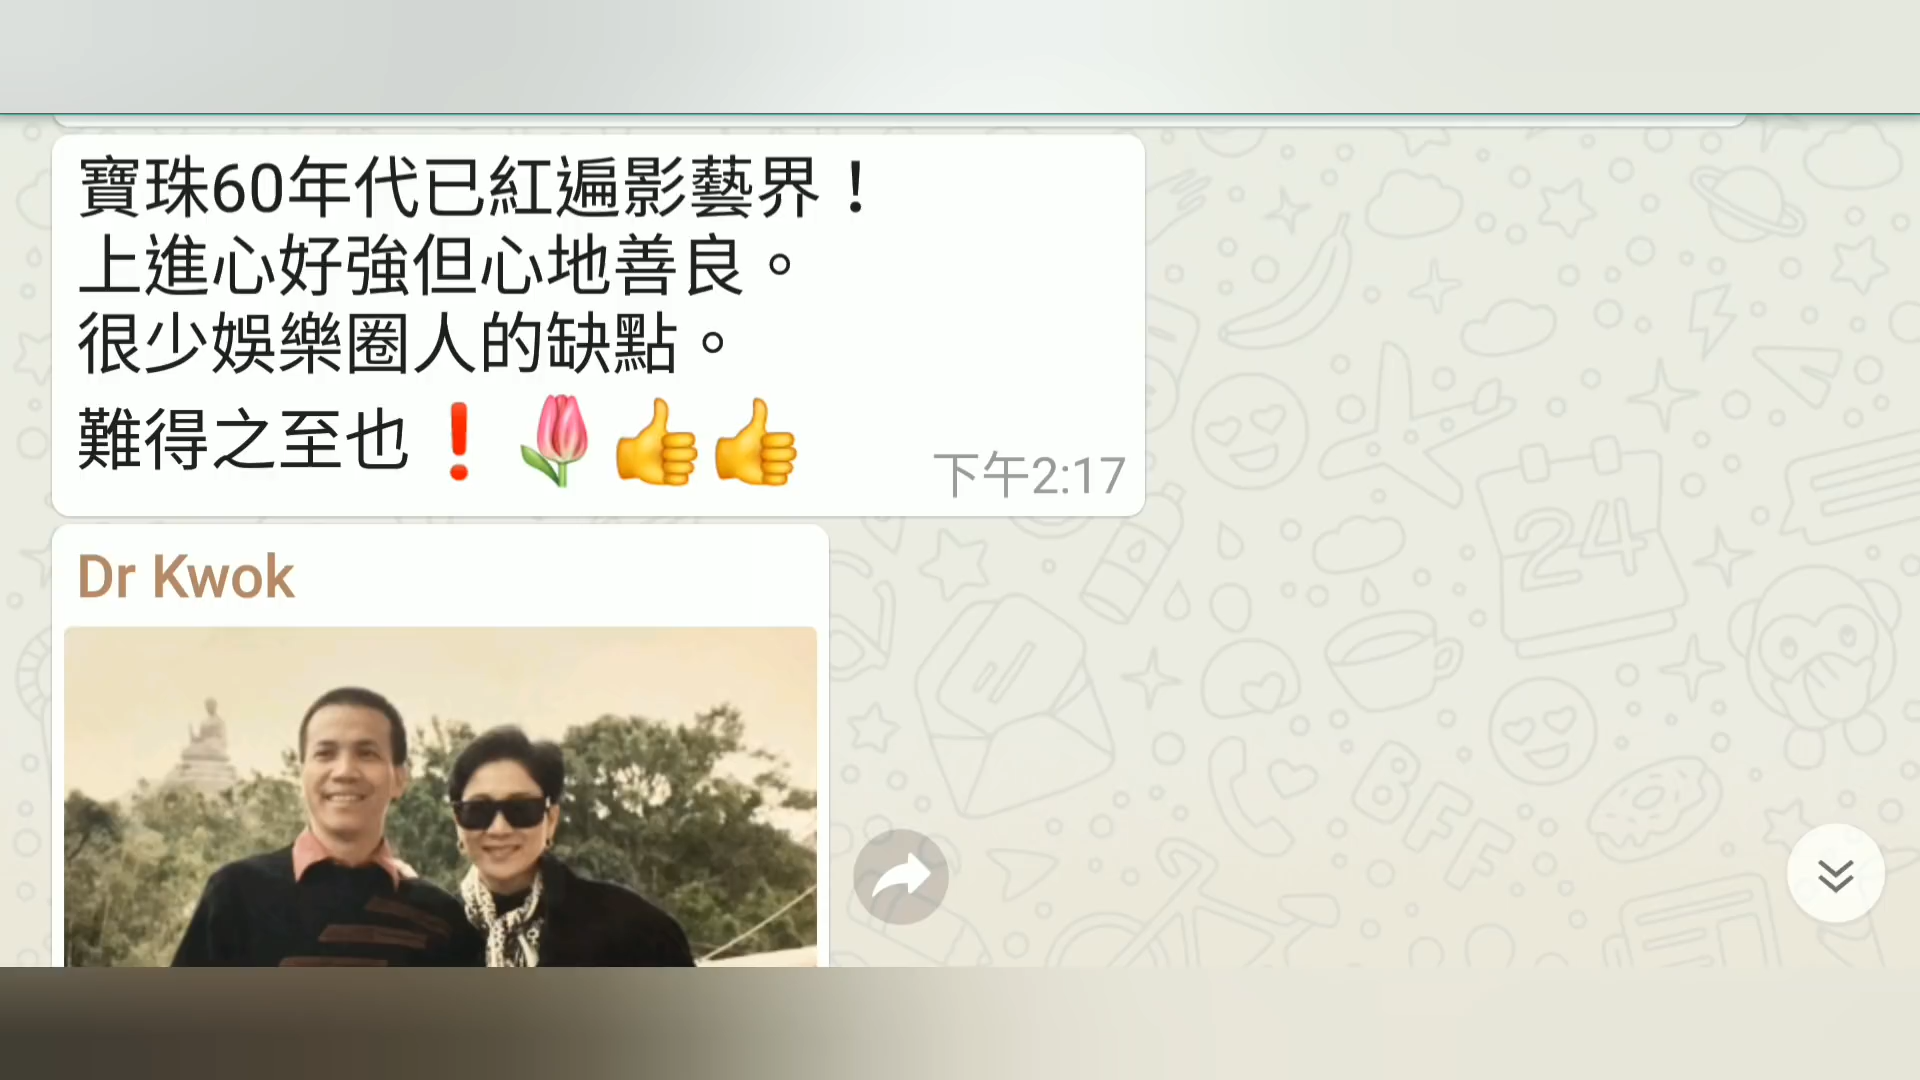 寶珠60年代已紅遍影藝界！
上進心好強但心地善良。
很少娛樂圈人的缺點。
難得之至也❗🌷👍👍
下午2:17
Dr Kwok